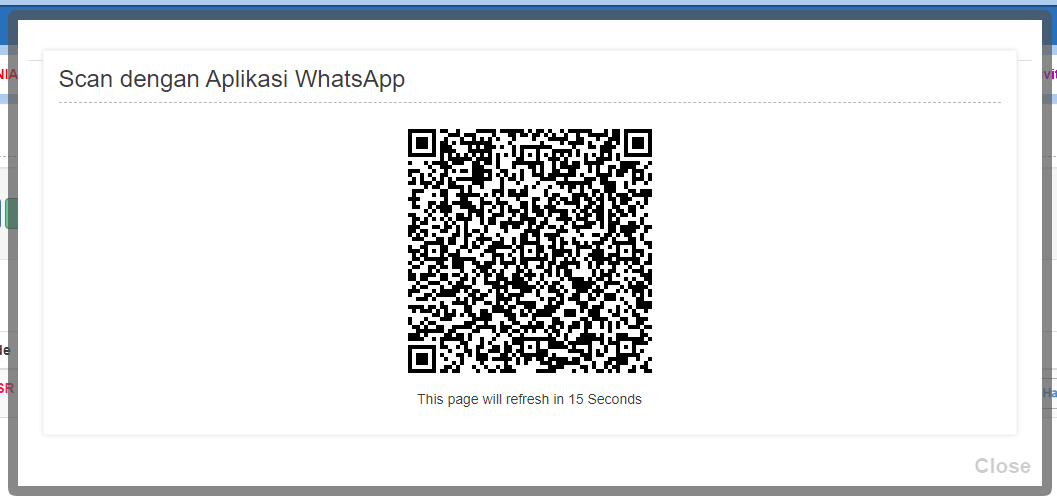 Scan dengan Aplikasi WhatsApp
This page will refresh in 15 Seconds
Close